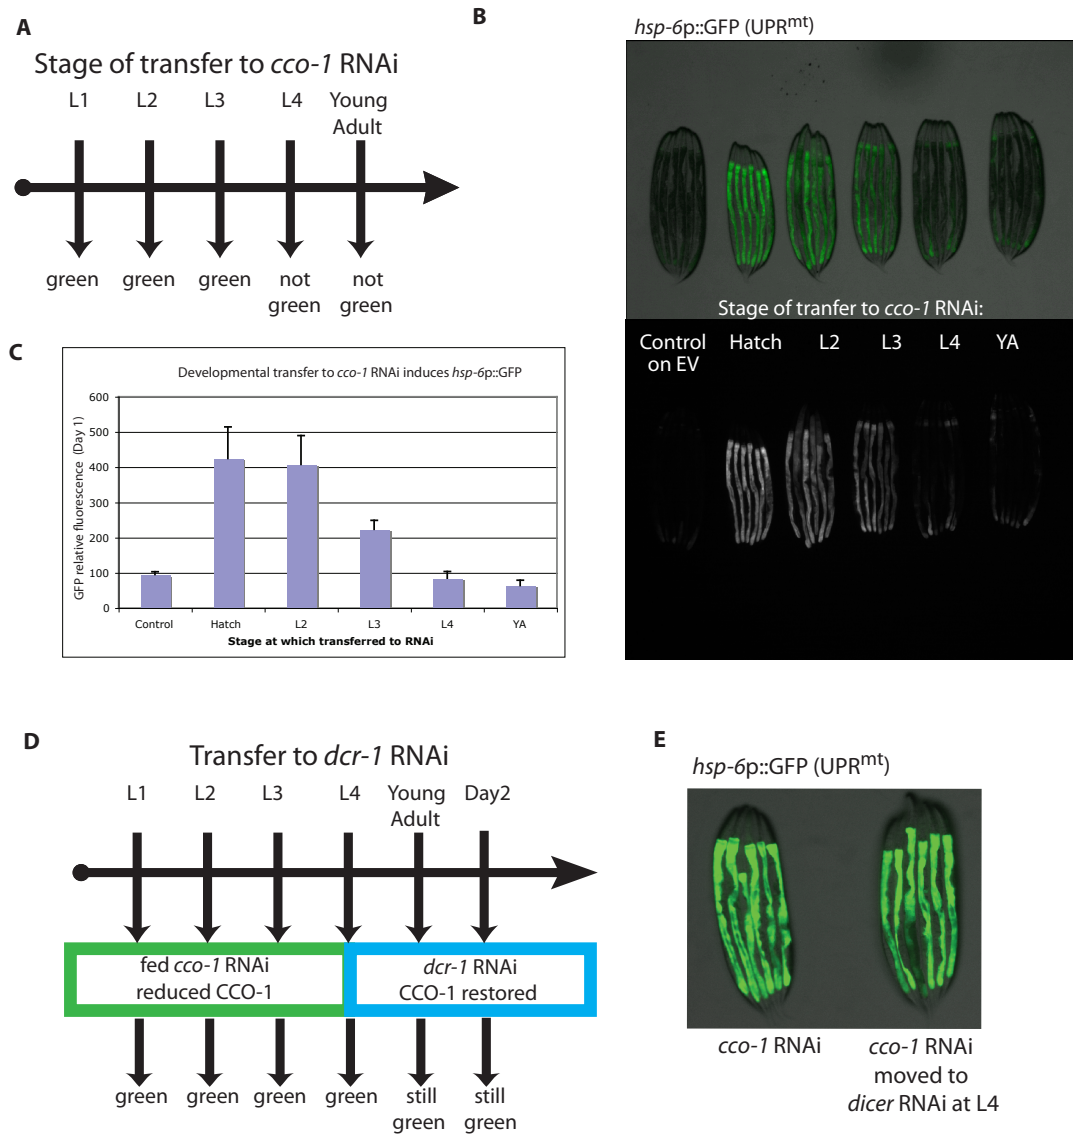 A
Stage of transfer to cco-1 RNAi
L1 L2 L3 L4 Young
Adult
green green green not not
green green
B
hsp-6p::GFP (UPRmt)
Stage of tranfer to cco-1 RNAi:
Control Hatch L2 L3 L4 YA
on EV
C
Developmental transfer to cco-1 RNAi induces hsp-6p::GFP
GFP relative fluorescence (Day 1)
600
500
400
300
200
100
0
Control Hatch L2 L3 L4 YA
Stage at which transferred to RNAi
D
Transfer to dcr-1 RNAi
L1 L2 L3 L4 Young Day2
Adult
fed cco-1 RNAi
reduced CCO-1
dcr-1 RNAi
CCO-1 restored
green green green green still still
green green
E
hsp-6p::GFP (UPRmt)
cco-1 RNAi
cco-1 RNAi
moved to
dicer RNAi at L4